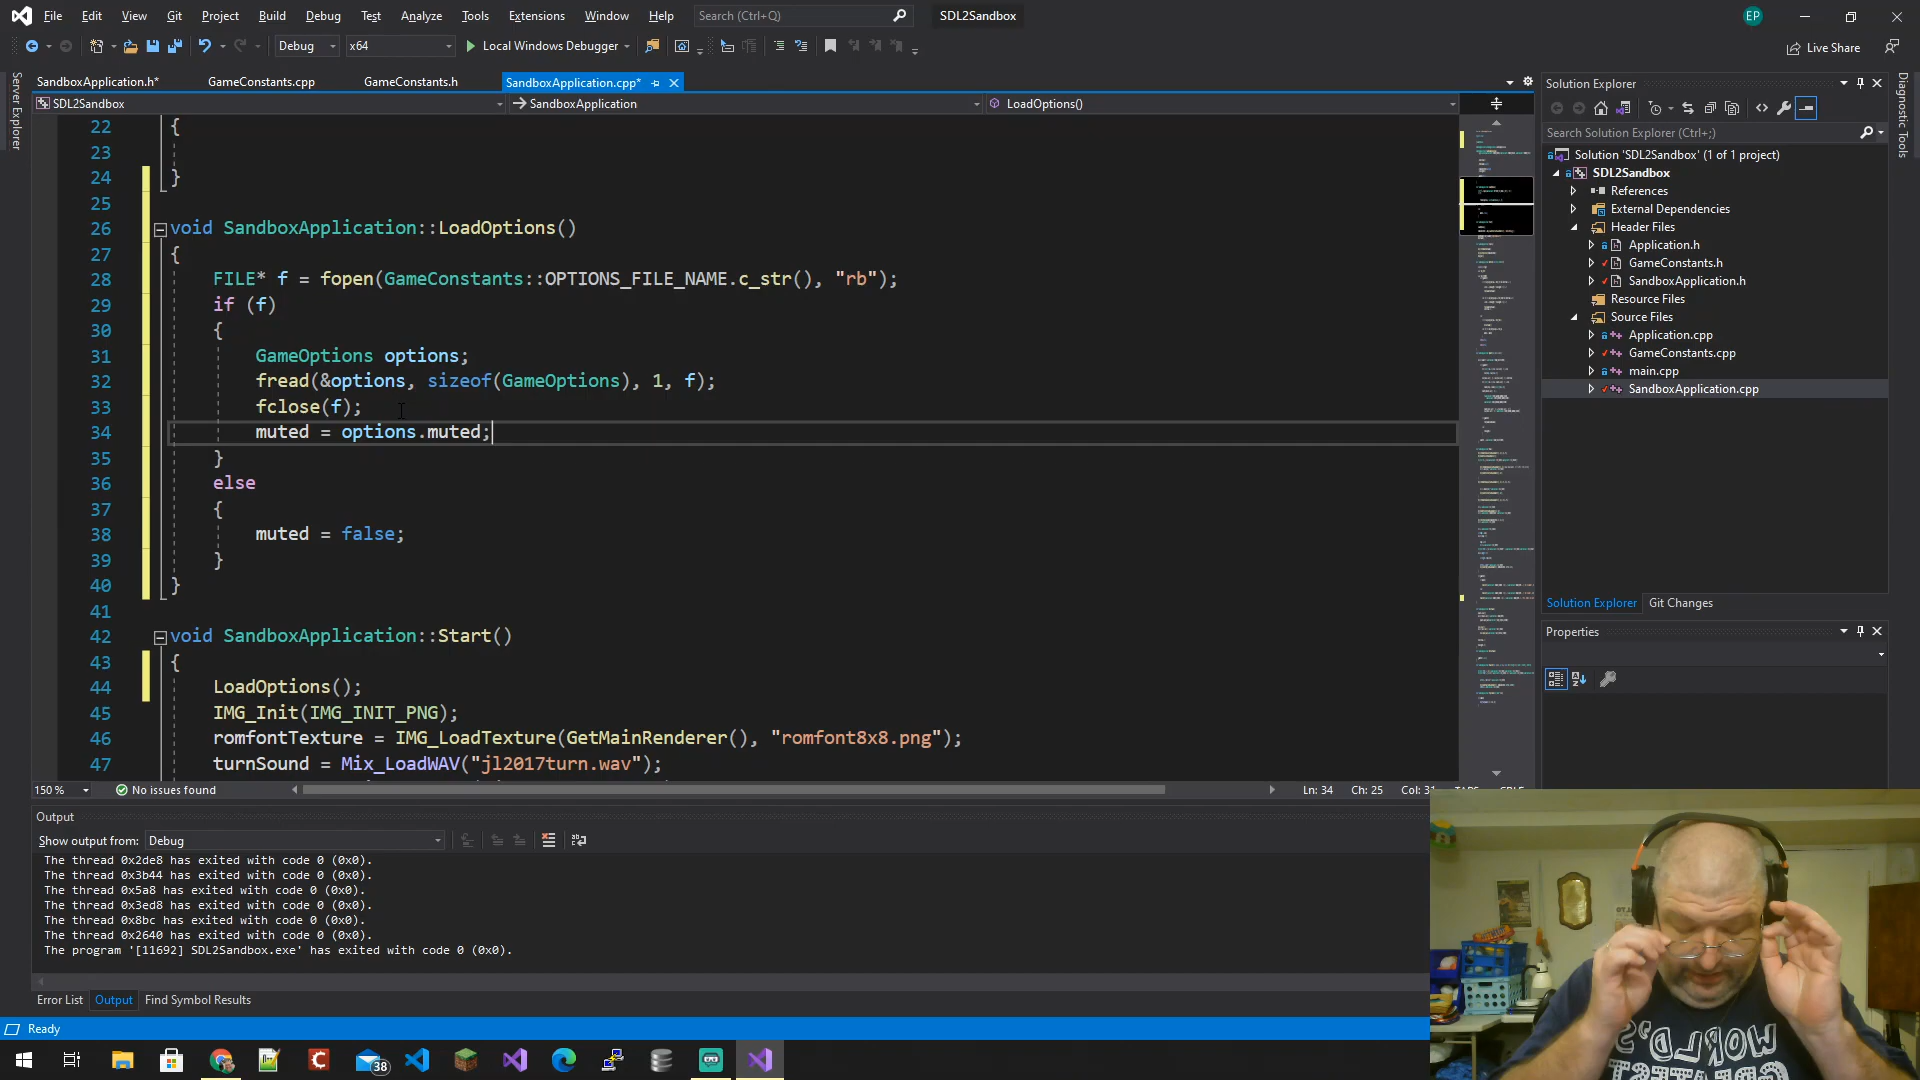 File Edit View Git Project Build Debug Test Analyze Tools Extensions Window Help Search (Ctrl+Q) SDL2Sandbox EP
Debug x64 Local Windows Debugger Live Share
SandboxApplication.h* GameConstants.cpp GameConstants.h SandboxApplication.cpp*
SDL2Sandbox SandboxApplication LoadOptions()
Server Explorer
22 {
23
24 }
25
26 void SandboxApplication::LoadOptions()
27 {
28 FILE* f = fopen(GameConstants::OPTIONS_FILE_NAME.c_str(), "rb");
29 if (f)
30 {
31 GameOptions options;
32 fread(&options, sizeof(GameOptions), 1, f);
33 fclose(f);
34 muted = options.muted;
35 }
36 else
37 {
38 muted = false;
39 }
40 }
41
42 void SandboxApplication::Start()
43 {
44 LoadOptions();
45 IMG_Init(IMG_INIT_PNG);
46 romfontTexture = IMG_LoadTexture(GetMainRenderer(), "romfont8x8.png");
47 turnSound = Mix_LoadWAV("jl2017turn.wav");
150 % No issues found Ln: 34 Ch: 25
Output
Show output from: Debug
The thread 0x2de8 has exited with code 0 (0x0).
The thread 0x3b44 has exited with code 0 (0x0).
The thread 0x5a8 has exited with code 0 (0x0).
The thread 0x3ed8 has exited with code 0 (0x0).
The thread 0x8bc has exited with code 0 (0x0).
The thread 0x2640 has exited with code 0 (0x0).
The program '[11692] SDL2Sandbox.exe' has exited with code 0 (0x0).
Error List Output Find Symbol Results
Ready
Solution Explorer
Search Solution Explorer (Ctrl+;)
Solution 'SDL2Sandbox' (1 of 1 project)
SDL2Sandbox
References
External Dependencies
Header Files
Application.h
GameConstants.h
SandboxApplication.h
Resource Files
Source Files
Application.cpp
GameConstants.cpp
main.cpp
SandboxApplication.cpp
Solution Explorer Git Changes
Properties
Diagnostic Tools
38
WORLD'S
GREATEST